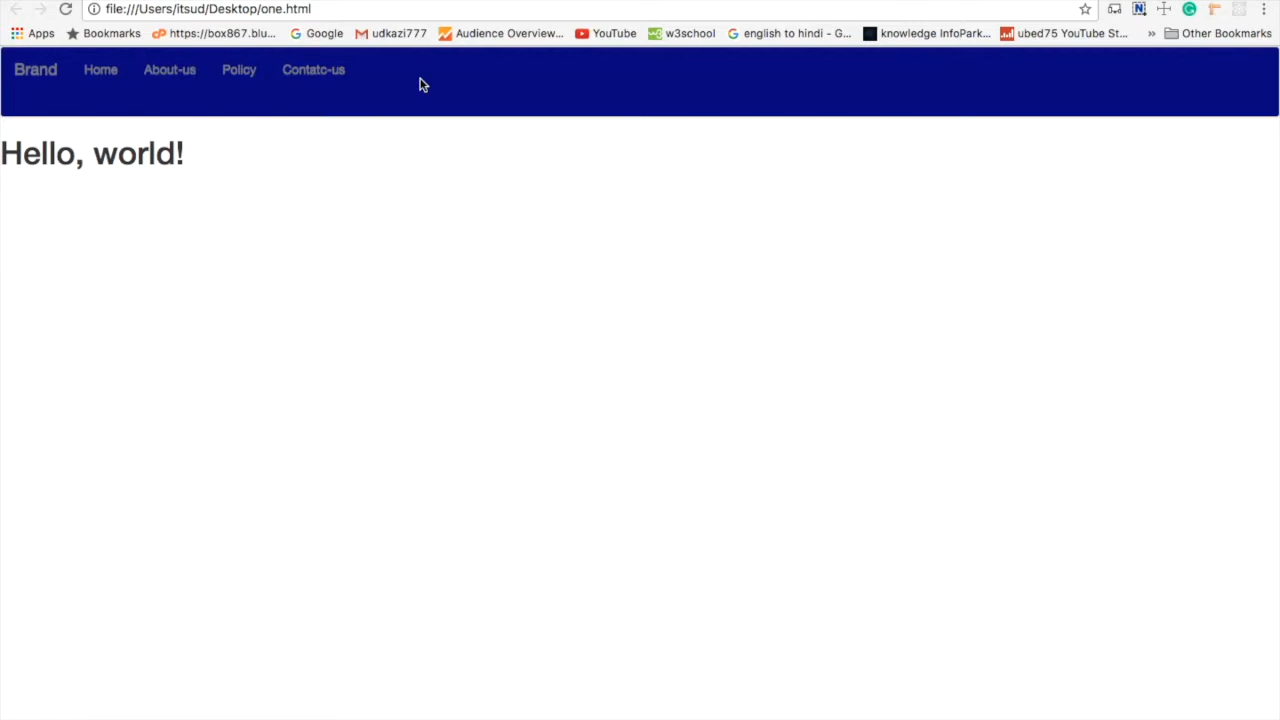 file:///Users/itsud/Desktop/one.html
Apps Bookmarks https://box867.blu... Google udkazi777 Audience Overview... YouTube w3school english to hindi - G... knowledge InfoPark... ubed75 YouTube St... » Other Bookmarks
Brand Home About-us Policy Contatc-us
Hello, world!